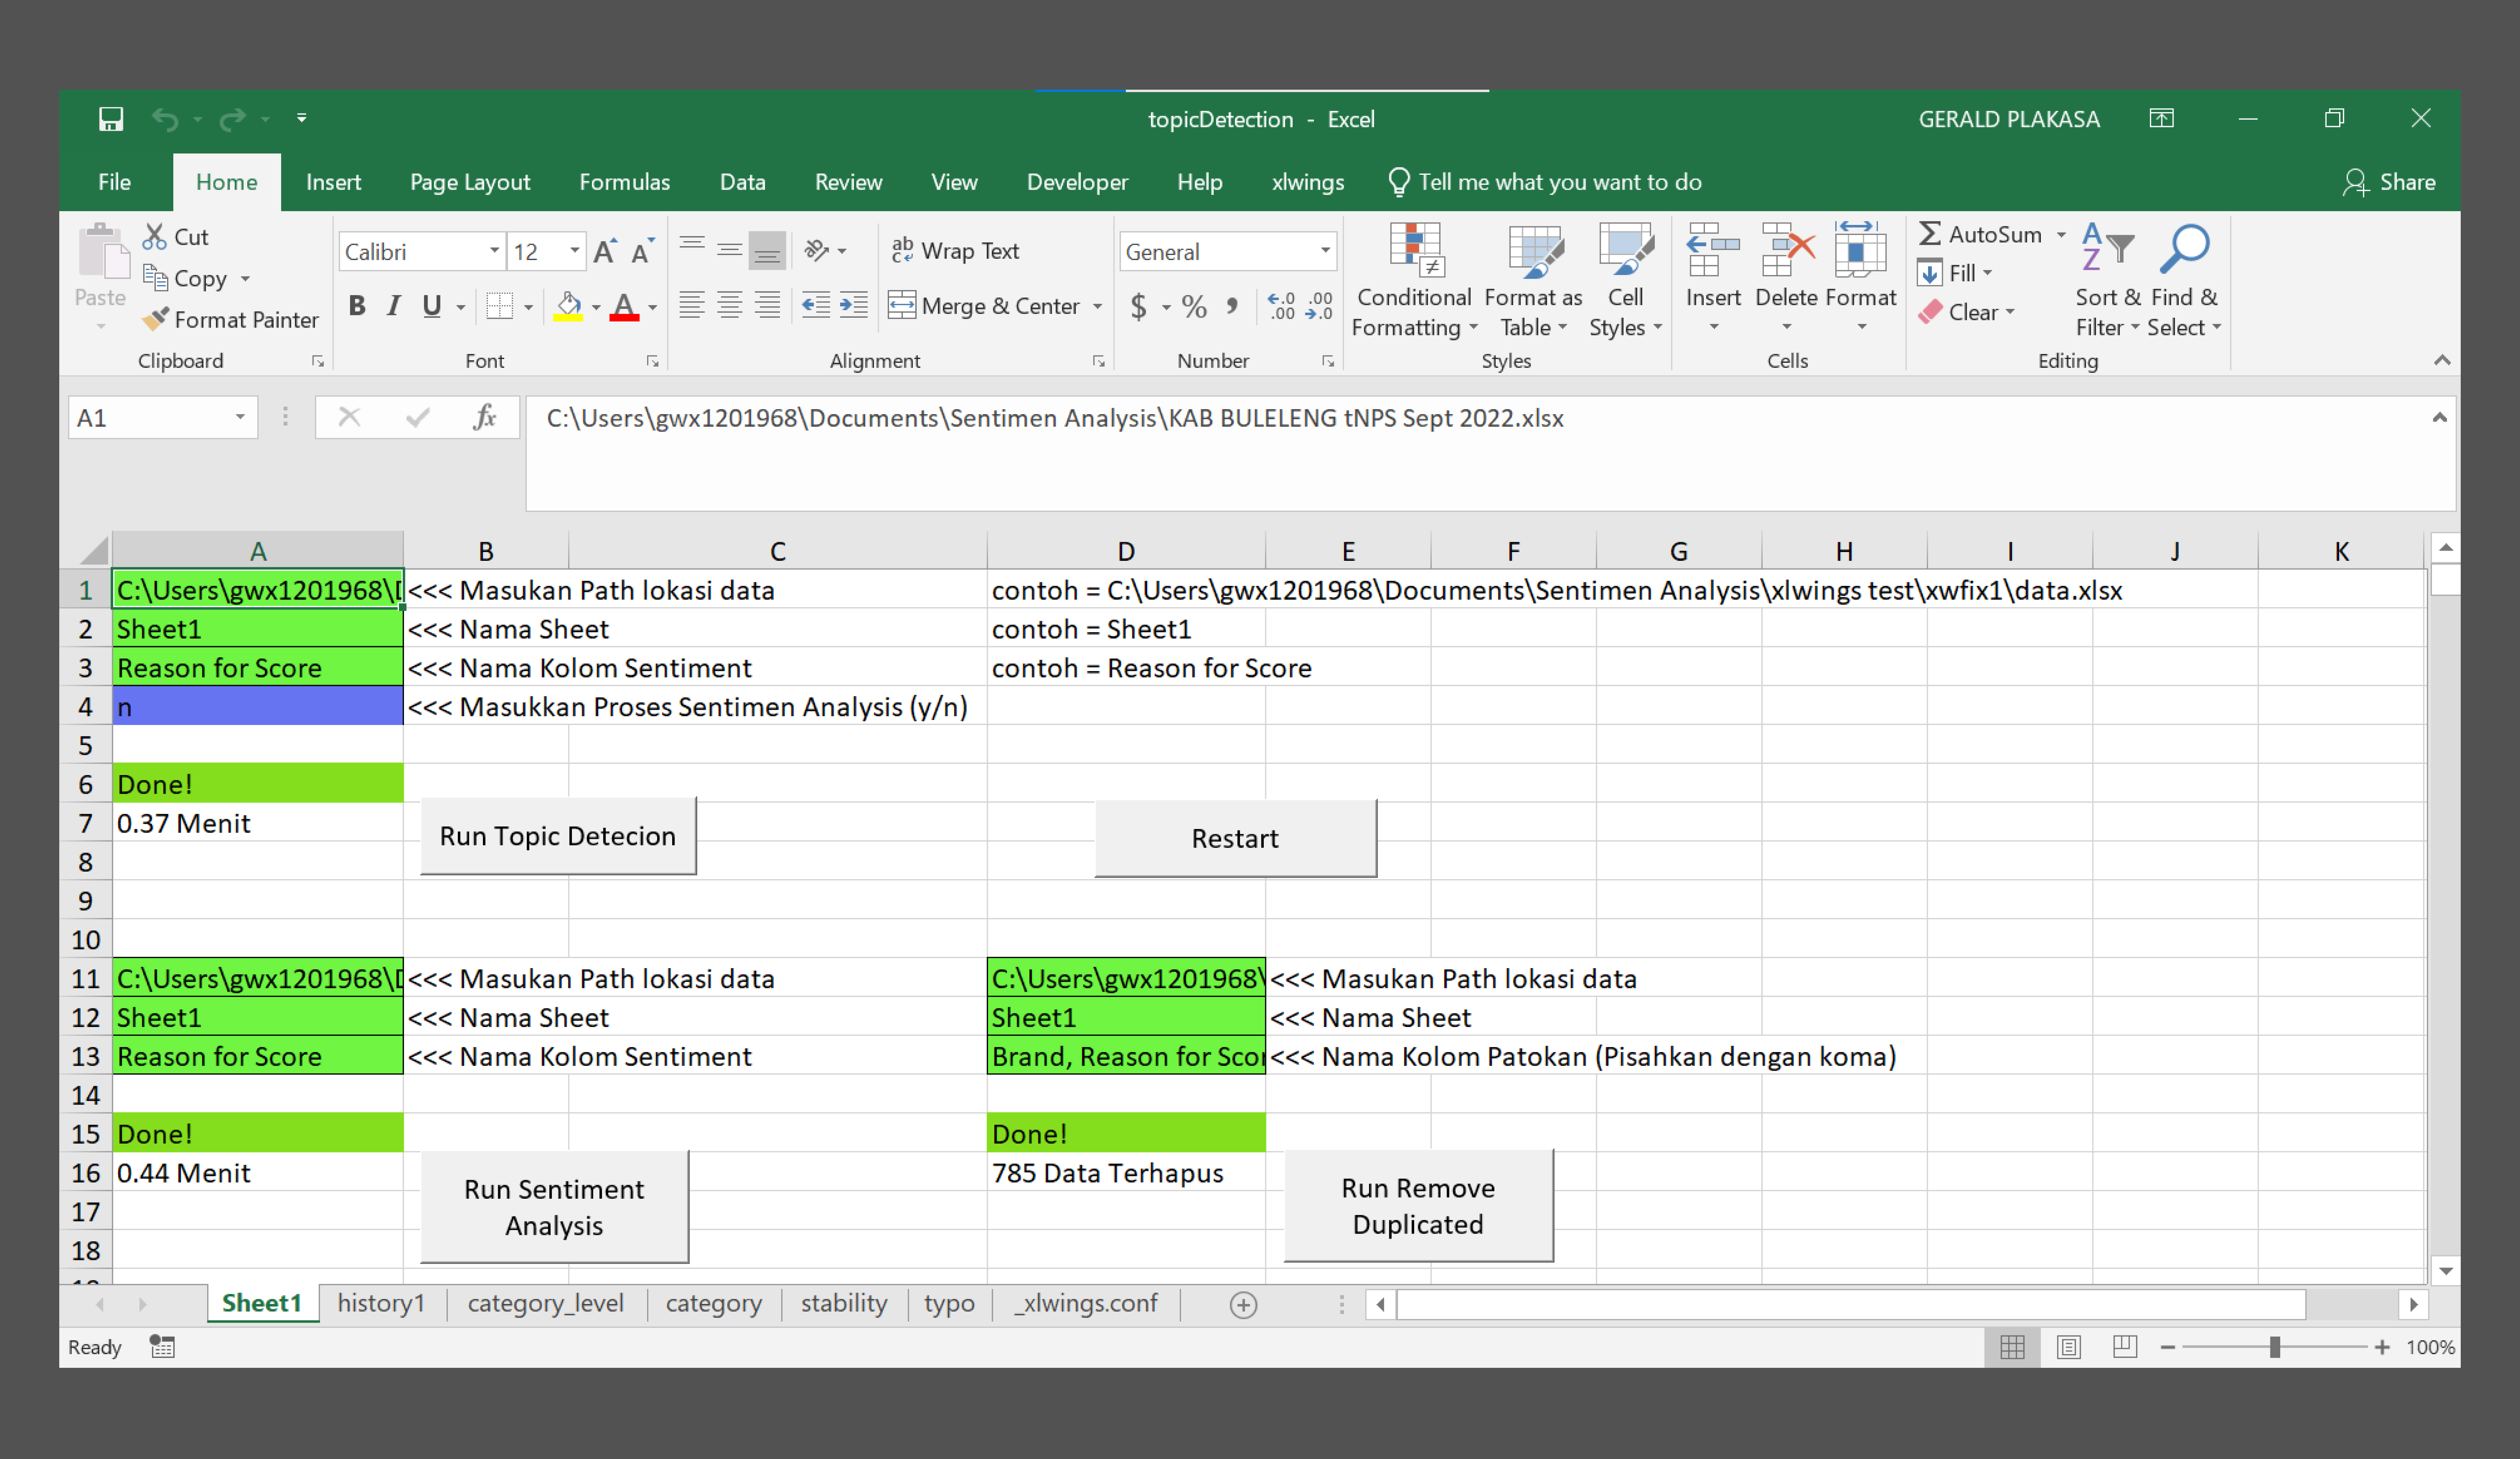 topicDetection - Excel
GERALD PLAKASA
File Home Insert Page Layout Formulas Data Review View Developer Help xlwings Tell me what you want to do Share
Paste
Cut
Copy
Format Painter
Clipboard
Calibri 12
B I U
Font
Wrap Text
Merge & Center
Alignment
General
$ % ,
Number
Conditional Formatting
Format as Table
Cell Styles
Styles
Insert Delete Format
Cells
AutoSum
Fill
Clear
Sort & Filter
Find & Select
Editing
A1
fx
C:\Users\gwx1201968\Documents\Sentimen Analysis\KAB BULELENG tNPS Sept 2022.xlsx
A B C D E F G H I J K
1 C:\Users\gwx1201968\D <<< Masukan Path lokasi data contoh = C:\Users\gwx1201968\Documents\Sentimen Analysis\xlwings test\xwfix1\data.xlsx
2 Sheet1 <<< Nama Sheet contoh = Sheet1
3 Reason for Score <<< Nama Kolom Sentiment contoh = Reason for Score
4 n <<< Masukkan Proses Sentimen Analysis (y/n)
5
6 Done!
7 0.37 Menit
Run Topic Detecion
Restart
8
9
10
11 C:\Users\gwx1201968\D <<< Masukan Path lokasi data C:\Users\gwx1201968\ <<< Masukan Path lokasi data
12 Sheet1 <<< Nama Sheet Sheet1 <<< Nama Sheet
13 Reason for Score <<< Nama Kolom Sentiment Brand, Reason for Scor <<< Nama Kolom Patokan (Pisahkan dengan koma)
14
15 Done! Done!
16 0.44 Menit 785 Data Terhapus
Run Sentiment
Analysis
Run Remove
Duplicated
17
18
Sheet1 history1 category_level category stability typo _xlwings.conf
Ready
100%